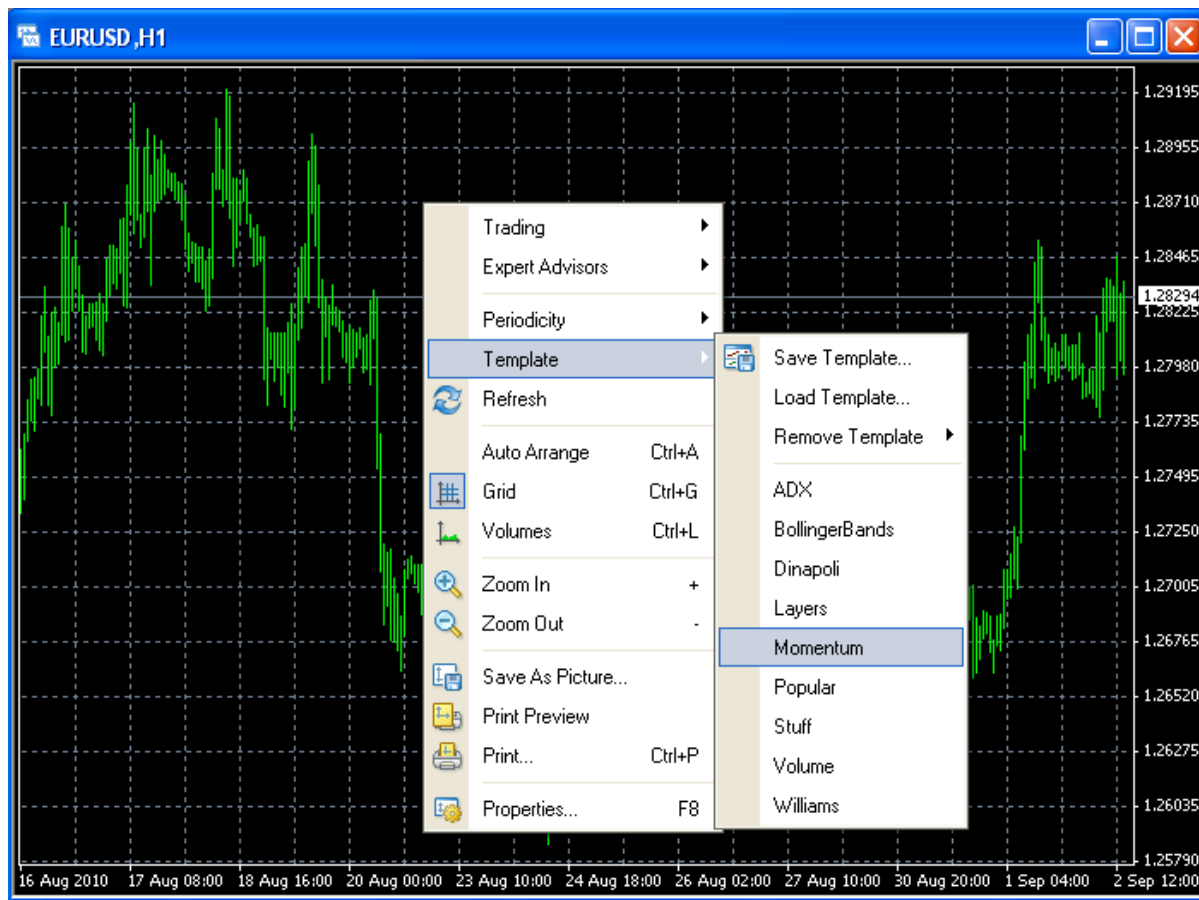 EURUSD,H1
1.29195
1.28955
1.28710
1.28465
1.28294
1.28225
1.27980
1.27735
1.27495
1.27250
1.27005
1.26765
1.26520
1.26275
1.26035
1.25790
Trading
Expert Advisors
Periodicity
Template
Refresh
Auto Arrange Ctrl+A
Grid Ctrl+G
Volumes Ctrl+L
Zoom In +
Zoom Out -
Save As Picture...
Print Preview
Print... Ctrl+P
Properties... F8
Save Template...
Load Template...
Remove Template
ADX
BollingerBands
Dinapoli
Layers
Momentum
Popular
Stuff
Volume
Williams
16 Aug 2010 17 Aug 08:00 18 Aug 16:00 20 Aug 00:00 23 Aug 10:00 24 Aug 18:00 26 Aug 02:00 27 Aug 10:00 30 Aug 20:00 1 Sep 04:00 2 Sep 12:00